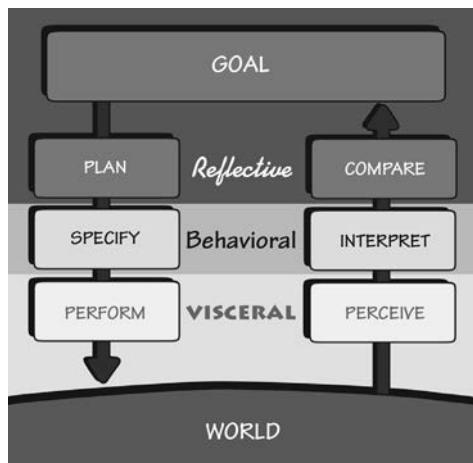 GOAL
PLAN Reflective COMPARE
SPECIFY Behavioral INTERPRET
PERFORM VISCERAL PERCEIVE
WORLD